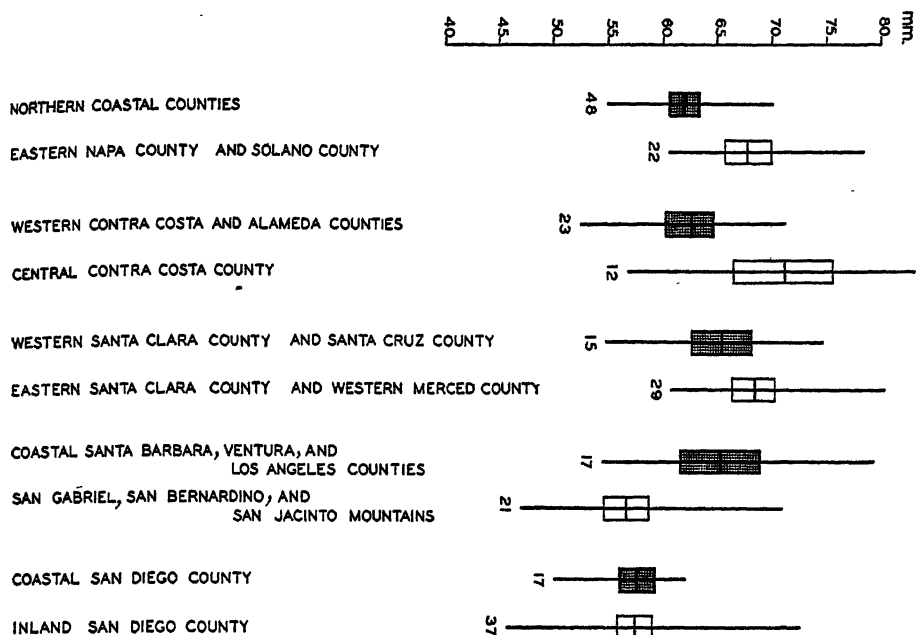 40. 45. 50. 55. 60. 65. 70. 75. 80. mm.
NORTHERN COASTAL COUNTIES 48
EASTERN NAPA COUNTY AND SOLANO COUNTY 22
WESTERN CONTRA COSTA AND ALAMEDA COUNTIES 23
CENTRAL CONTRA COSTA COUNTY 12
WESTERN SANTA CLARA COUNTY AND SANTA CRUZ COUNTY 15
EASTERN SANTA CLARA COUNTY AND WESTERN MERCED COUNTY 29
COASTAL SANTA BARBARA, VENTURA, AND
LOS ANGELES COUNTIES 17
SAN GABRIEL, SAN BERNARDINO, AND
SAN JACINTO MOUNTAINS 21
COASTAL SAN DIEGO COUNTY 17
INLAND SAN DIEGO COUNTY 37